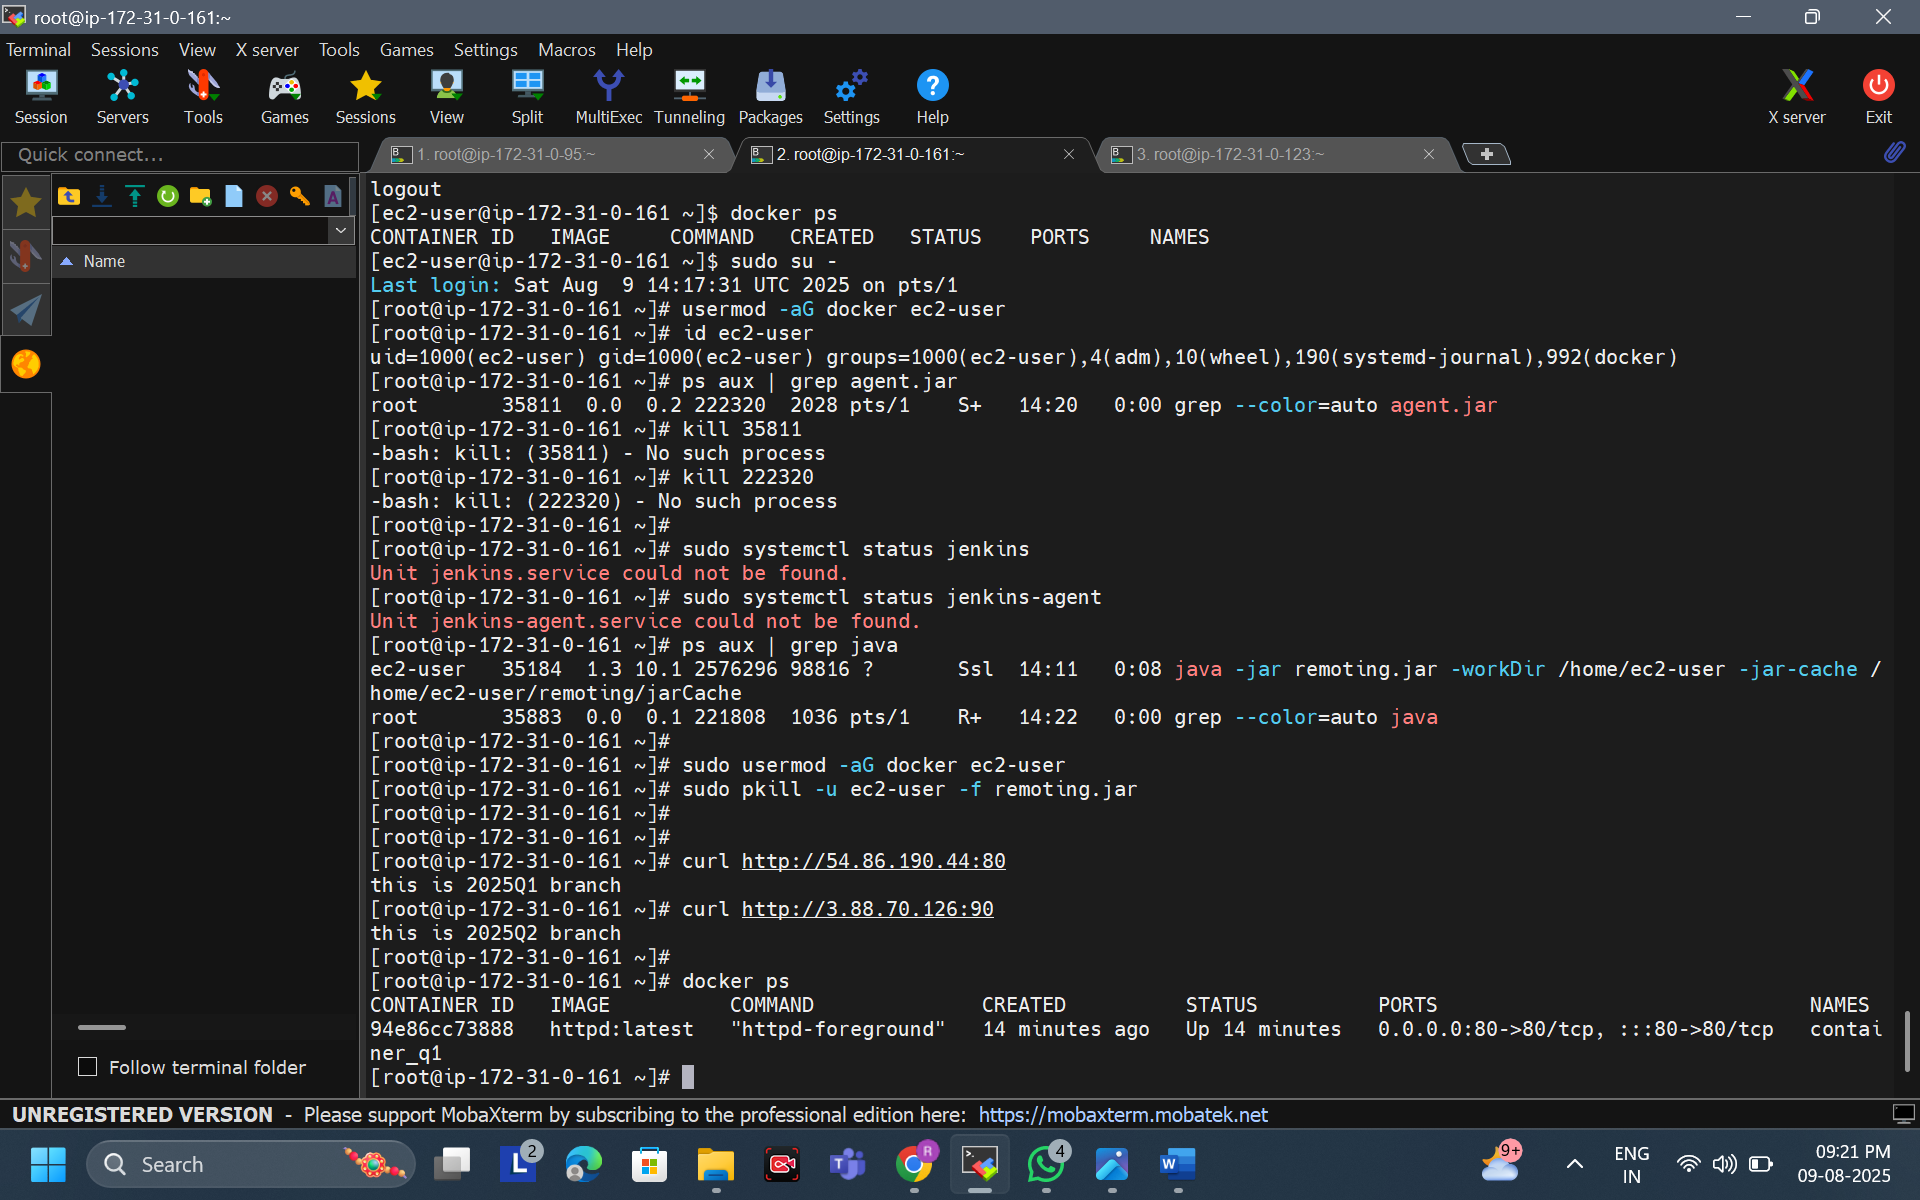 root@ip-172-31-0-161:~
Terminal Sessions View X server Tools Games Settings Macros Help
Session Servers Tools Games Sessions View Split MultiExec Tunneling Packages Settings Help X server Exit
Quick connect...
1. root@ip-172-31-0-95:~
2. root@ip-172-31-0-161:~
3. root@ip-172-31-0-123:~
Name
logout
[ec2-user@ip-172-31-0-161 ~]$ docker ps
CONTAINER ID   IMAGE     COMMAND   CREATED   STATUS    PORTS     NAMES
[ec2-user@ip-172-31-0-161 ~]$ sudo su -
Last login: Sat Aug  9 14:17:31 UTC 2025 on pts/1
[root@ip-172-31-0-161 ~]# usermod -aG docker ec2-user
[root@ip-172-31-0-161 ~]# id ec2-user
uid=1000(ec2-user) gid=1000(ec2-user) groups=1000(ec2-user),4(adm),10(wheel),190(systemd-journal),992(docker)
[root@ip-172-31-0-161 ~]# ps aux | grep agent.jar
root       35811  0.0  0.2 222320  2028 pts/1    S+   14:20   0:00 grep --color=auto agent.jar
[root@ip-172-31-0-161 ~]# kill 35811
-bash: kill: (35811) - No such process
[root@ip-172-31-0-161 ~]# kill 222320
-bash: kill: (222320) - No such process
[root@ip-172-31-0-161 ~]#
[root@ip-172-31-0-161 ~]# sudo systemctl status jenkins
Unit jenkins.service could not be found.
[root@ip-172-31-0-161 ~]# sudo systemctl status jenkins-agent
Unit jenkins-agent.service could not be found.
[root@ip-172-31-0-161 ~]# ps aux | grep java
ec2-user   35184  1.3 10.1 2576296 98816 ?       Ssl  14:11   0:08 java -jar remoting.jar -workDir /home/ec2-user -jar-cache /
home/ec2-user/remoting/jarCache
root       35883  0.0  0.1 221808  1036 pts/1    R+   14:22   0:00 grep --color=auto java
[root@ip-172-31-0-161 ~]#
[root@ip-172-31-0-161 ~]# sudo usermod -aG docker ec2-user
[root@ip-172-31-0-161 ~]# sudo pkill -u ec2-user -f remoting.jar
[root@ip-172-31-0-161 ~]#
[root@ip-172-31-0-161 ~]#
[root@ip-172-31-0-161 ~]# curl http://54.86.190.44:80
this is 2025Q1 branch
[root@ip-172-31-0-161 ~]# curl http://3.88.70.126:90
this is 2025Q2 branch
[root@ip-172-31-0-161 ~]#
[root@ip-172-31-0-161 ~]# docker ps
CONTAINER ID   IMAGE          COMMAND              CREATED          STATUS          PORTS                               NAMES
94e86cc73888   httpd:latest   "httpd-foreground"   14 minutes ago   Up 14 minutes   0.0.0.0:80->80/tcp, :::80->80/tcp   contai
ner_q1
[root@ip-172-31-0-161 ~]#
Follow terminal folder
UNREGISTERED VERSION - Please support MobaXterm by subscribing to the professional edition here: https://mobaxterm.mobatek.net
Search
2
4
9+
ENG
IN
09:21 PM
09-08-2025